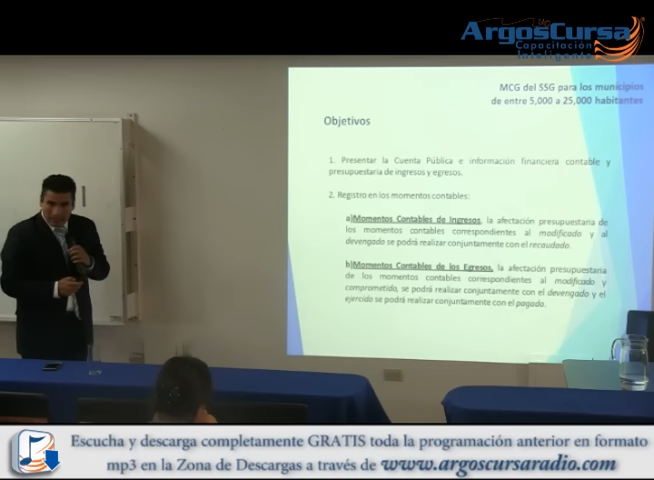 ArgosCursa
Capacitación
Inteligente
MCG del SSG para los municipios
de entre 5,000 a 25,000 habitantes
Objetivos
1. Presentar la Cuenta Pública e información financiera contable y
presupuestaria de ingresos y egresos.
2. Registro en los momentos contables:
a)Momentos Contables de Ingresos, la afectación presupuestaria de
los momentos contables correspondientes al modificado y al
devengado se podrá realizar conjuntamente con el recaudado.
b)Momentos Contables de los Egresos, la afectación presupuestaria
de los momentos contables correspondientes al modificado y
comprometido, se podrá realizar conjuntamente con el devengado y el
ejercido se podrá realizar conjuntamente con el pagado.
Escucha y descarga completamente GRATIS toda la programación anterior en formato
mp3 en la Zona de Descargas a través de www.argoscursaradio.com